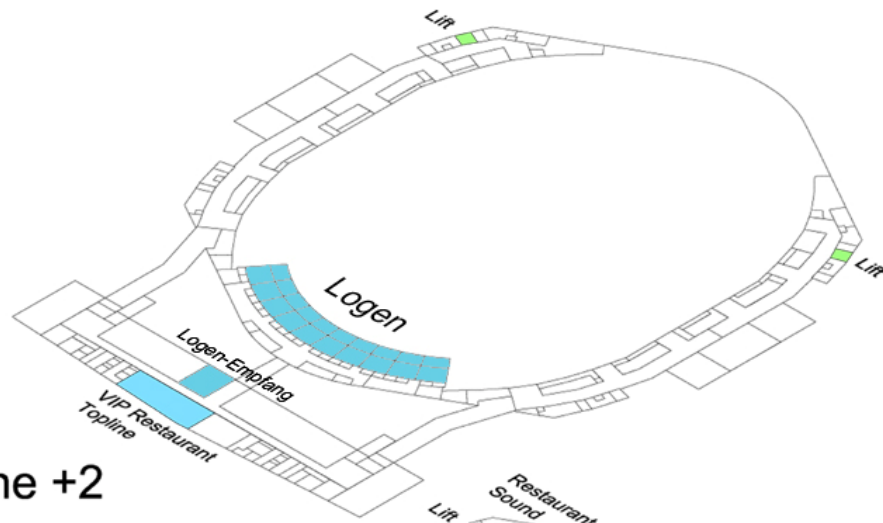 Lift
Lift
Logen
Logen-Empfang
VIP Restaurant
Topline
ne +2
Restaurant
Sound
Lift